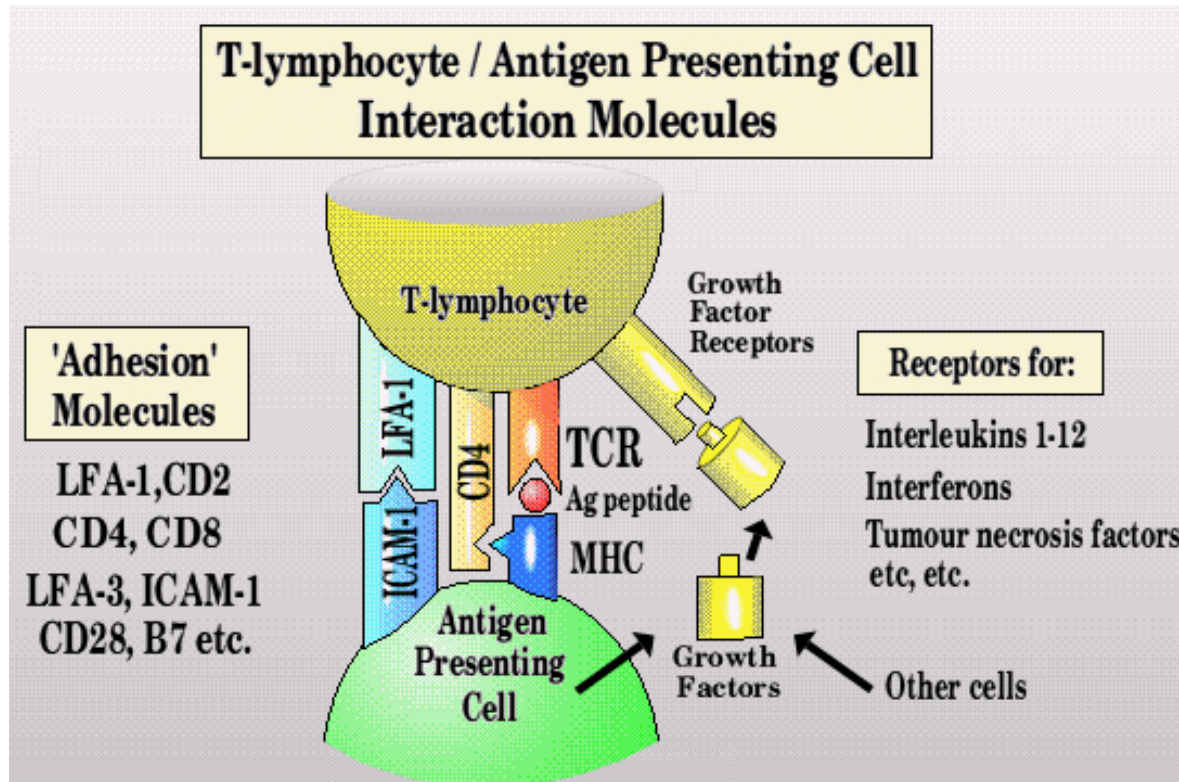 T-lymphocyte / Antigen Presenting Cell
Interaction Molecules
T-lymphocyte
Growth
Factor
Receptors
'Adhesion'
Molecules
LFA-1,CD2
CD4, CD8
LFA-3, ICAM-1
CD28, B7 etc.
LFA-1
ICAM-1
CD4
TCR
Ag peptide
MHC
Antigen
Presenting
Cell
Growth
Factors
Other cells
Receptors for:
Interleukins 1-12
Interferons
Tumour necrosis factors
etc, etc.